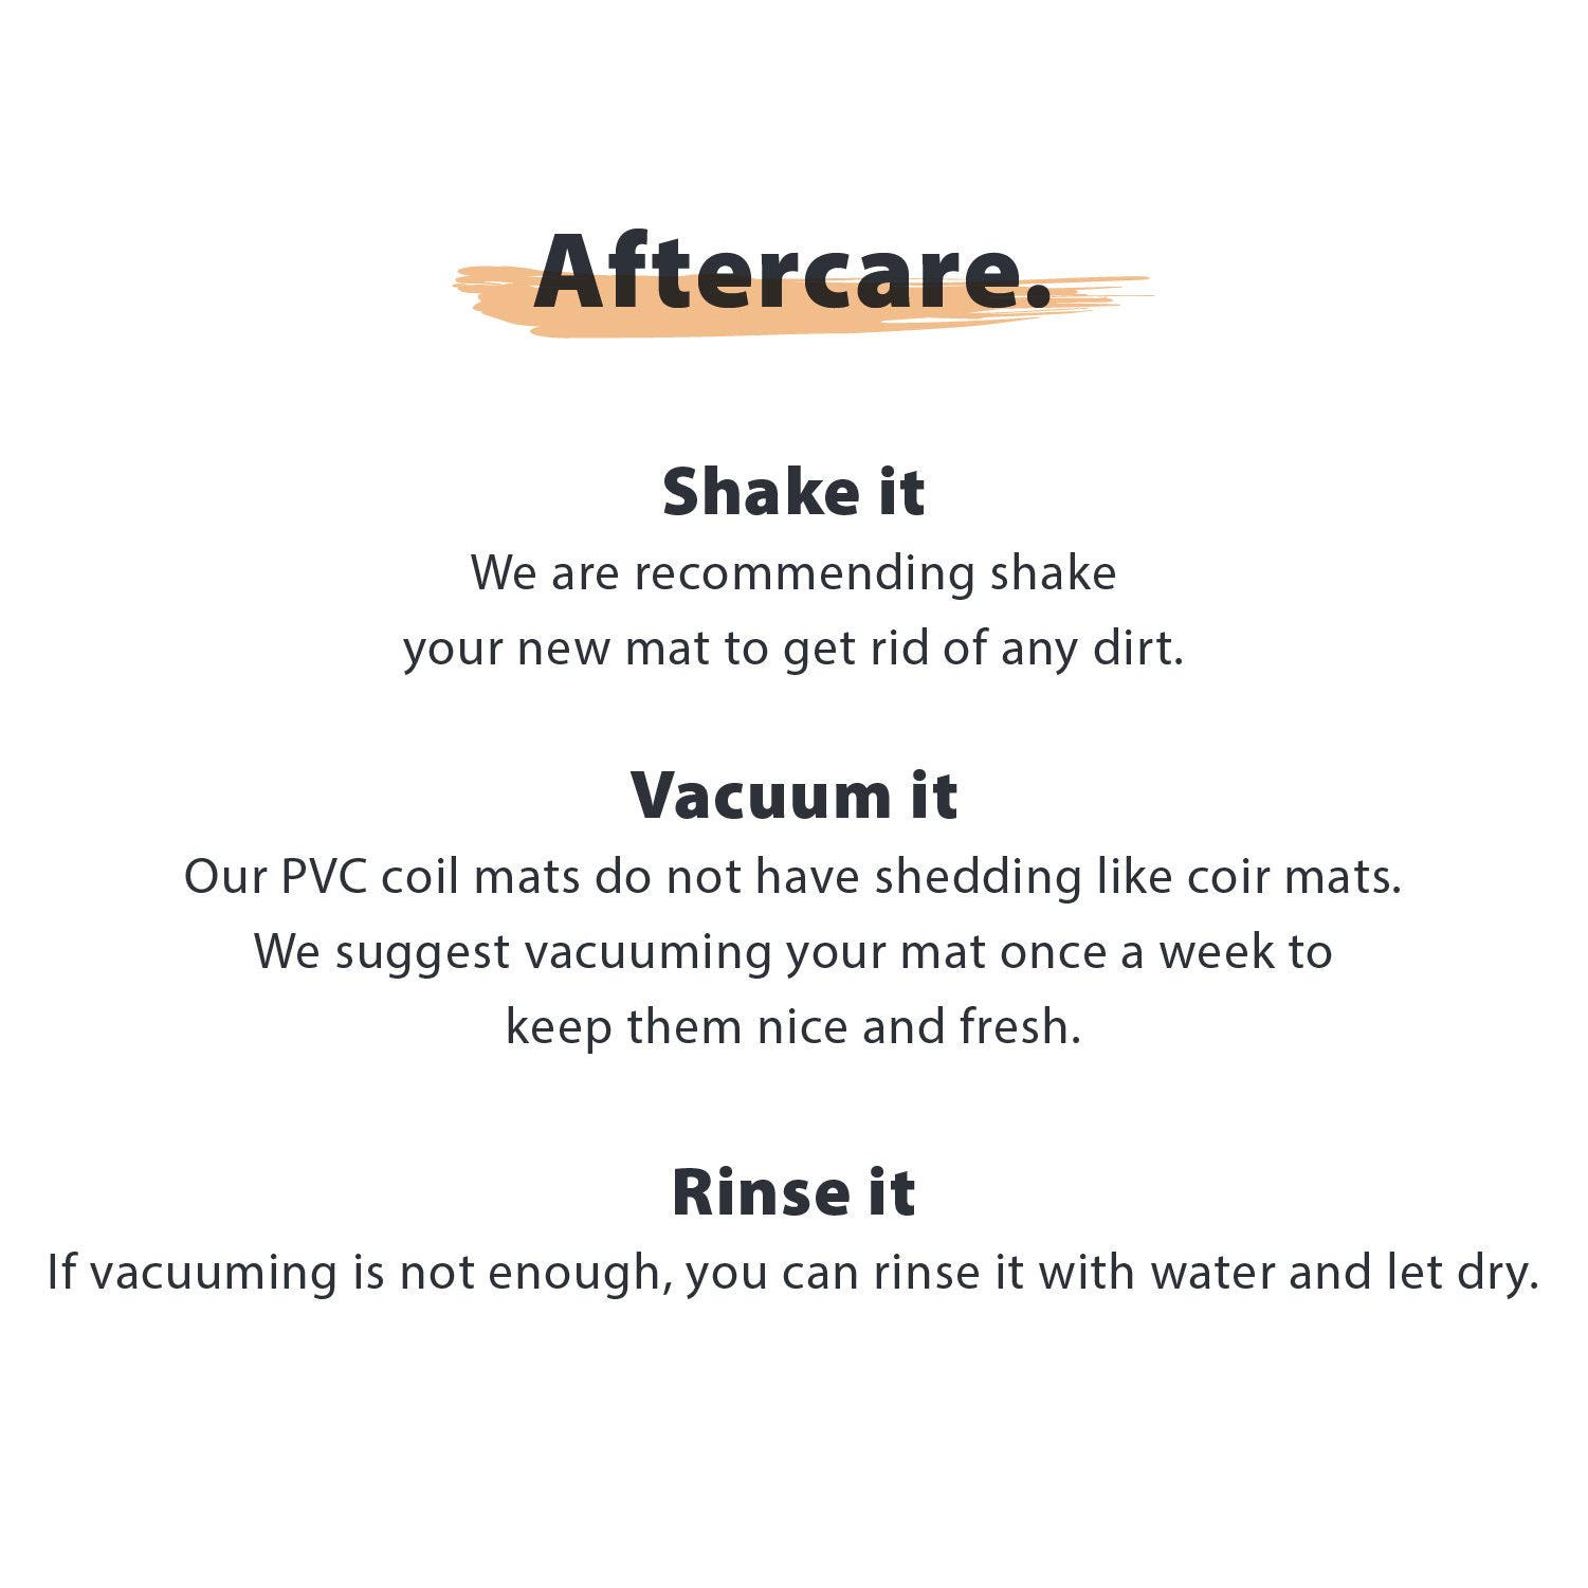 Aftercare.
Shake it
We are recommending shake
your new mat to get rid of any dirt.
Vacuum it
Our PVC coil mats do not have shedding like coir mats.
We suggest vacuuming your mat once a week to
keep them nice and fresh.
Rinse it
If vacuuming is not enough, you can rinse it with water and let dry.